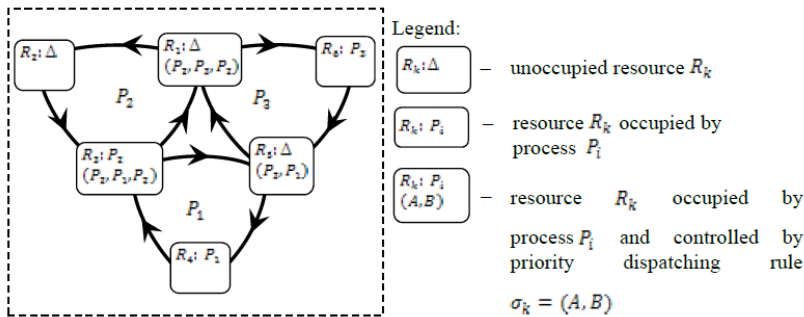 R₂: Δ
R₁: Δ
(P₂, P₃, P₂)
R₆: P₃
P₂
P₃
R₃: P₂
(P₂, P₁, P₂)
R₅: Δ
(P₃, P₁)
P₁
R₄: P₁
Legend:
Rₖ: Δ – unoccupied resource Rₖ
Rₖ: Pᵢ – resource Rₖ occupied by
process Pᵢ
Rₖ: Pᵢ
(A, B) – resource Rₖ occupied by
process Pᵢ and controlled by
priority dispatching rule
σₖ = (A, B)